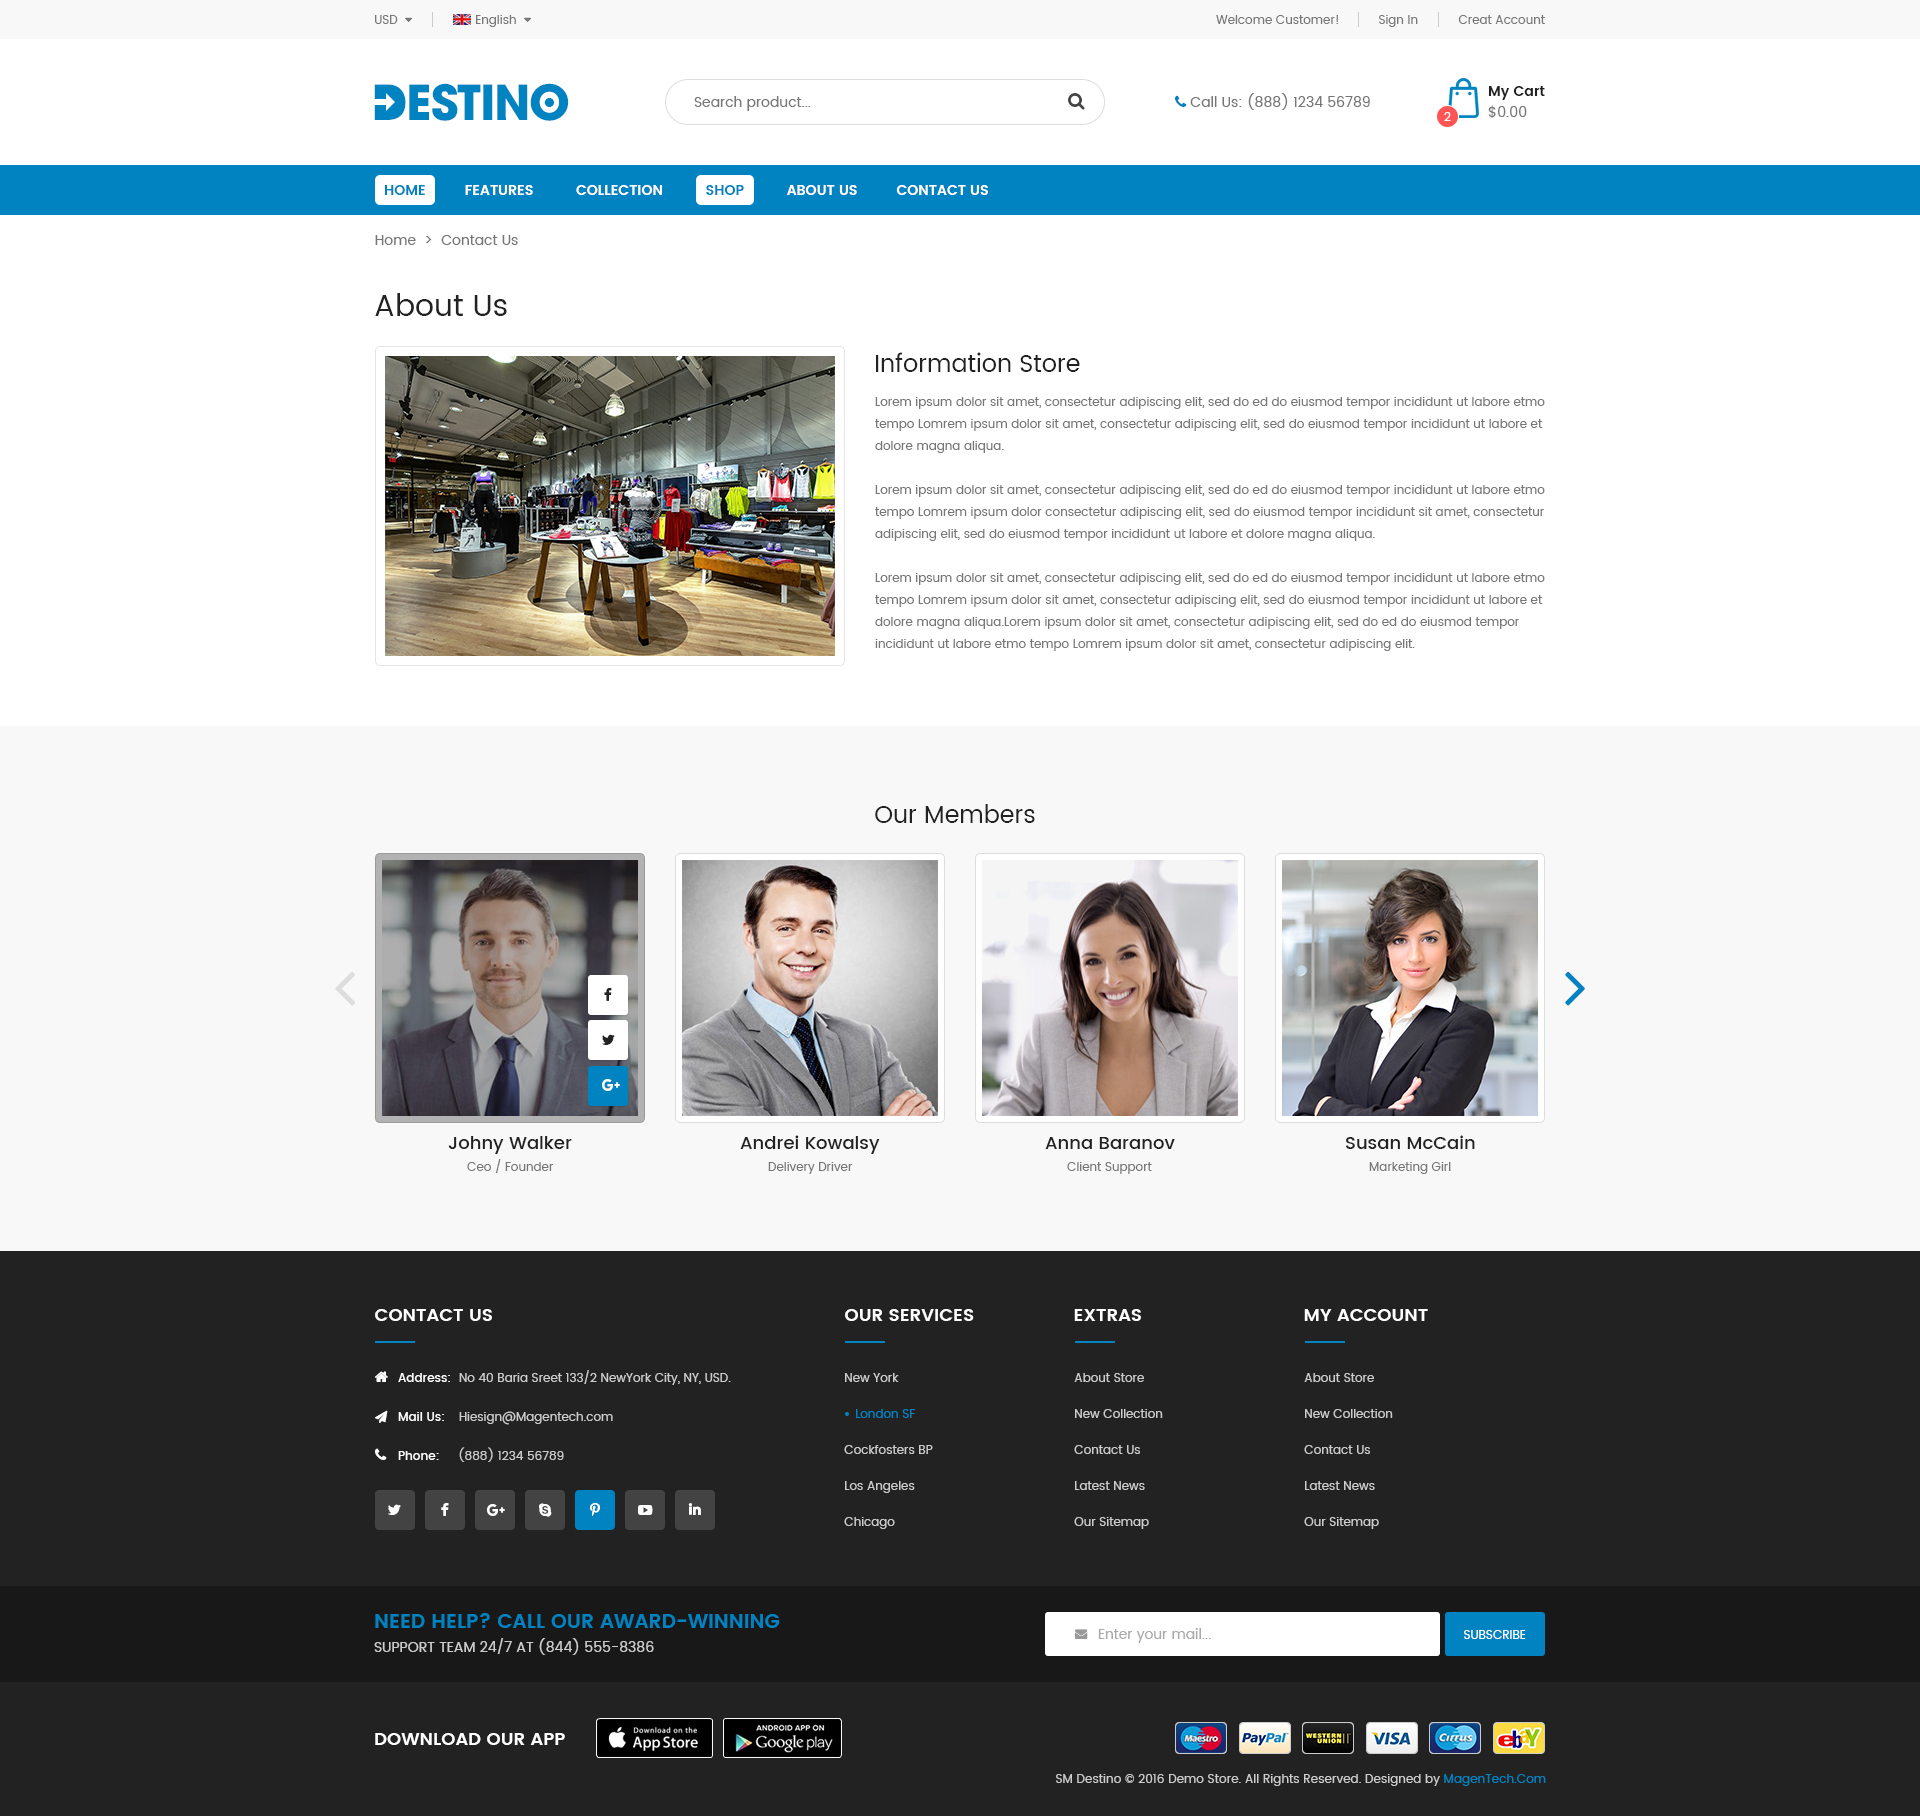 USD
English
Welcome Customer!
Sign In
Creat Account
DESTINO
Search product...
Call Us: (888) 1234 56789
My Cart
$0.00
2
HOME
FEATURES
COLLECTION
SHOP
ABOUT US
CONTACT US
Home > Contact Us
About Us
Information Store
Lorem ipsum dolor sit amet, consectetur adipiscing elit, sed do ed do eiusmod tempor incididunt ut labore etmo
tempo Lomrem ipsum dolor sit amet, consectetur adipiscing elit, sed do eiusmod tempor incididunt ut labore et
dolore magna aliqua.
Lorem ipsum dolor sit amet, consectetur adipiscing elit, sed do ed do eiusmod tempor incididunt ut labore etmo
tempo Lomrem ipsum dolor consectetur adipiscing elit, sed do eiusmod tempor incididunt sit amet, consectetur
adipiscing elit, sed do eiusmod tempor incididunt ut labore et dolore magna aliqua.
Lorem ipsum dolor sit amet, consectetur adipiscing elit, sed do ed do eiusmod tempor incididunt ut labore etmo
tempo Lomrem ipsum dolor sit amet, consectetur adipiscing elit, sed do eiusmod tempor incididunt ut labore et
dolore magna aliqua.Lorem ipsum dolor sit amet, consectetur adipiscing elit, sed do ed do eiusmod tempor
incididunt ut labore etmo tempo Lomrem ipsum dolor sit amet, consectetur adipiscing elit.
Our Members
Johny Walker
Ceo / Founder
Andrei Kowalsy
Delivery Driver
Anna Baranov
Client Support
Susan McCain
Marketing Girl
CONTACT US
Address: No 40 Baria Sreet 133/2 NewYork City, NY, USD.
Mail Us: Hiesign@Magentech.com
Phone: (888) 1234 56789
OUR SERVICES
New York
• London SF
Cockfosters BP
Los Angeles
Chicago
EXTRAS
About Store
New Collection
Contact Us
Latest News
Our Sitemap
MY ACCOUNT
About Store
New Collection
Contact Us
Latest News
Our Sitemap
NEED HELP? CALL OUR AWARD-WINNING
SUPPORT TEAM 24/7 AT (844) 555-8386
Enter your mail...
SUBSCRIBE
DOWNLOAD OUR APP
Download on the
App Store
ANDROID APP ON
Google play
Maestro
PayPal
WESTERN
UNION
VISA
Cirrus
ebaY
SM Destino © 2016 Demo Store. All Rights Reserved. Designed by MagenTech.Com